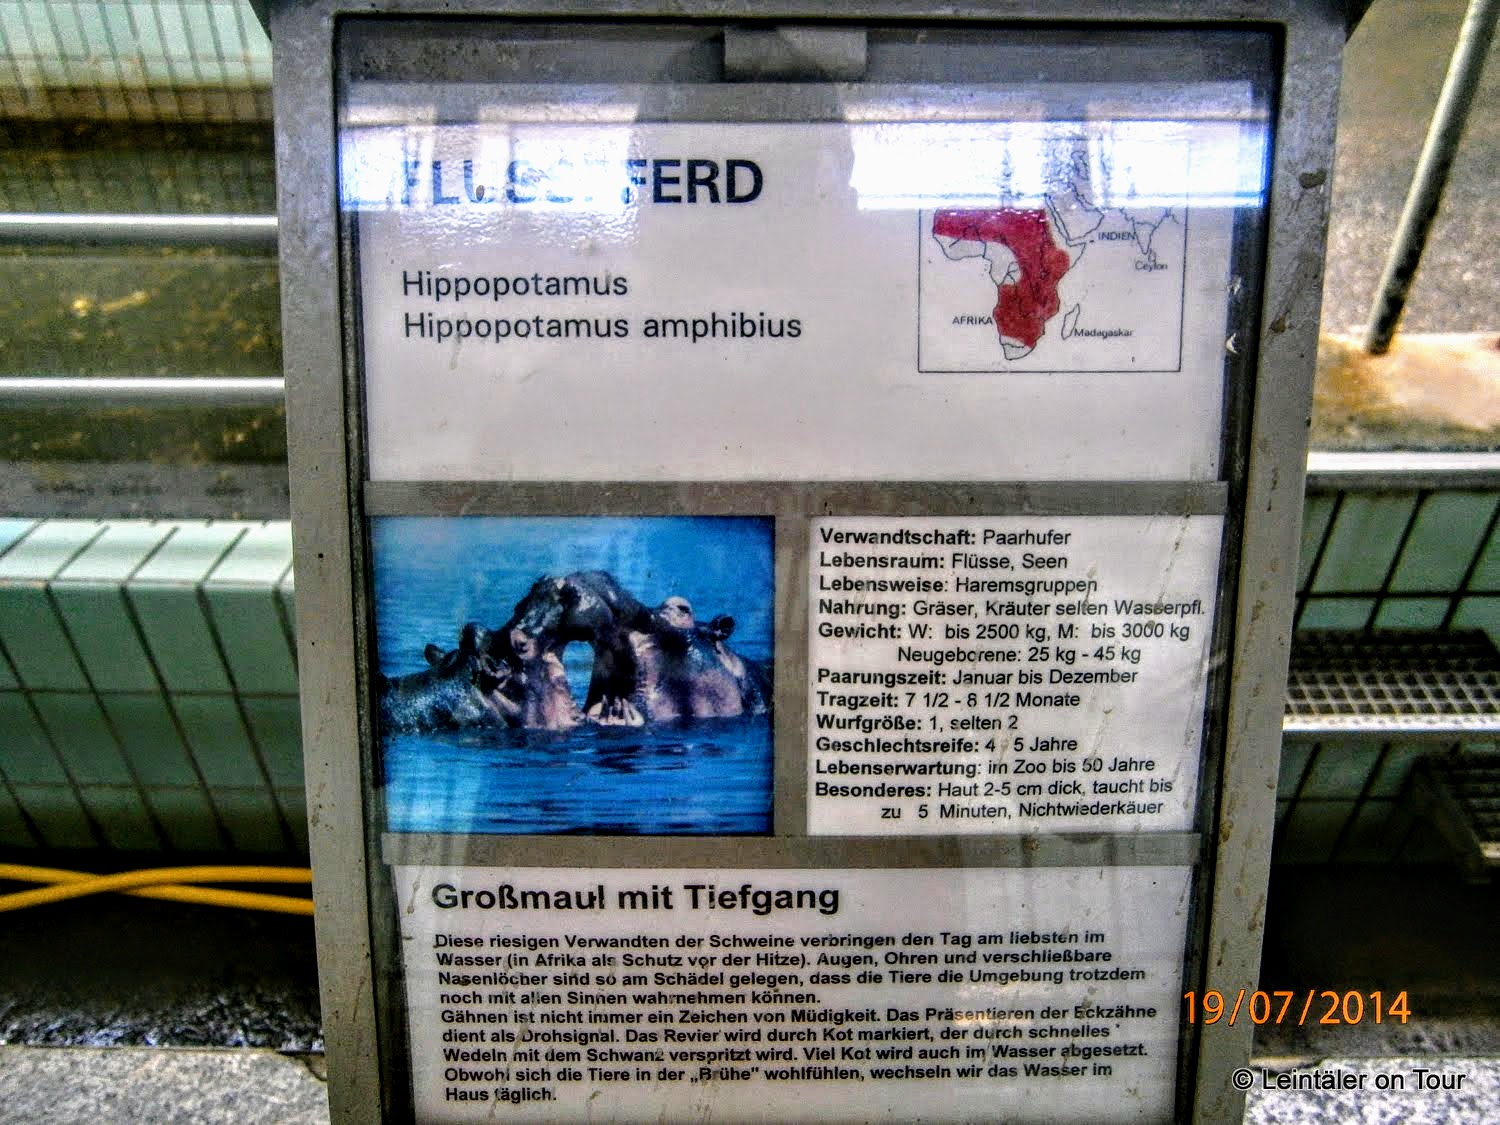 FLUSSPFERD
Hippopotamus
Hippopotamus amphibius
INDIEN
Ceylon
AFRIKA
Madagaskar
Verwandtschaft: Paarhufer
Lebensraum: Flüsse, Seen
Lebensweise: Haremsgruppen
Nahrung: Gräser, Kräuter selten Wasserpfl.
Gewicht: W: bis 2500 kg, M: bis 3000 kg
Neugeborene: 25 kg - 45 kg
Paarungszeit: Januar bis Dezember
Tragzeit: 7 1/2 - 8 1/2 Monate
Wurfgröße: 1, selten 2
Geschlechtsreife: 4 5 Jahre
Lebenserwartung: im Zoo bis 50 Jahre
Besonderes: Haut 2-5 cm dick, taucht bis
zu 5 Minuten, Nichtwiederkäuer
Großmaul mit Tiefgang
Diese riesigen Verwandten der Schweine verbringen den Tag am liebsten im
Wasser (in Afrika als Schutz vor der Hitze). Augen, Ohren und verschließbare
Nasenlöcher sind so am Schädel gelegen, dass die Tiere die Umgebung trotzdem
noch mit allen Sinnen wahrnehmen können.
Gähnen ist nicht immer ein Zeichen von Müdigkeit. Das Präsentieren der Eckzähne
dient als Drohsignal. Das Revier wird durch Kot markiert, der durch schnelles
Wedeln mit dem Schwanz verspritzt wird. Viel Kot wird auch im Wasser abgesetzt.
Obwohl sich die Tiere in der „Brühe" wohlfühlen, wechseln wir das Wasser im
Haus täglich.
19/07/2014
© Leintäler on Tour